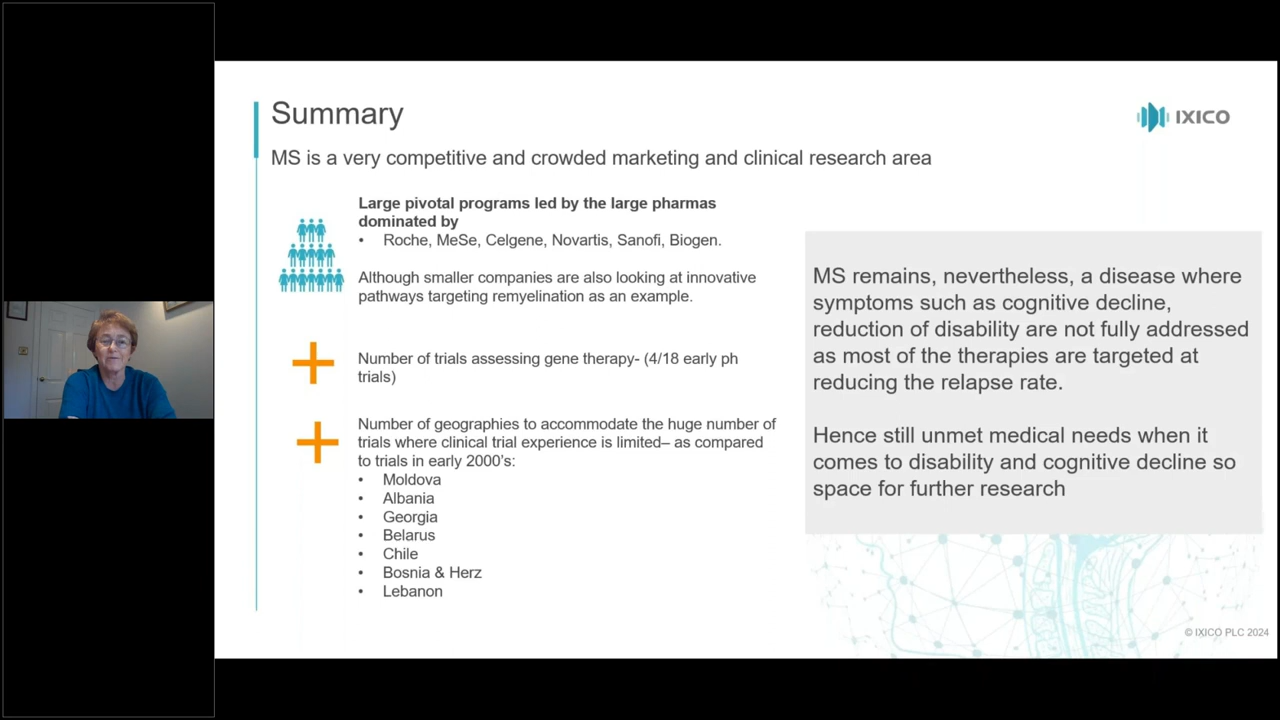 Summary
IXICO
MS is a very competitive and crowded marketing and clinical research area
Large pivotal programs led by the large pharmas
dominated by
• Roche, MeSe, Celgene, Novartis, Sanofi, Biogen.
Although smaller companies are also looking at innovative
pathways targeting remyelination as an example.
Number of trials assessing gene therapy- (4/18 early ph
trials)
Number of geographies to accommodate the huge number of
trials where clinical trial experience is limited– as compared
to trials in early 2000's:
• Moldova
• Albania
• Georgia
• Belarus
• Chile
• Bosnia & Herz
• Lebanon
MS remains, nevertheless, a disease where
symptoms such as cognitive decline,
reduction of disability are not fully addressed
as most of the therapies are targeted at
reducing the relapse rate.
Hence still unmet medical needs when it
comes to disability and cognitive decline so
space for further research
© IXICO PLC 2024